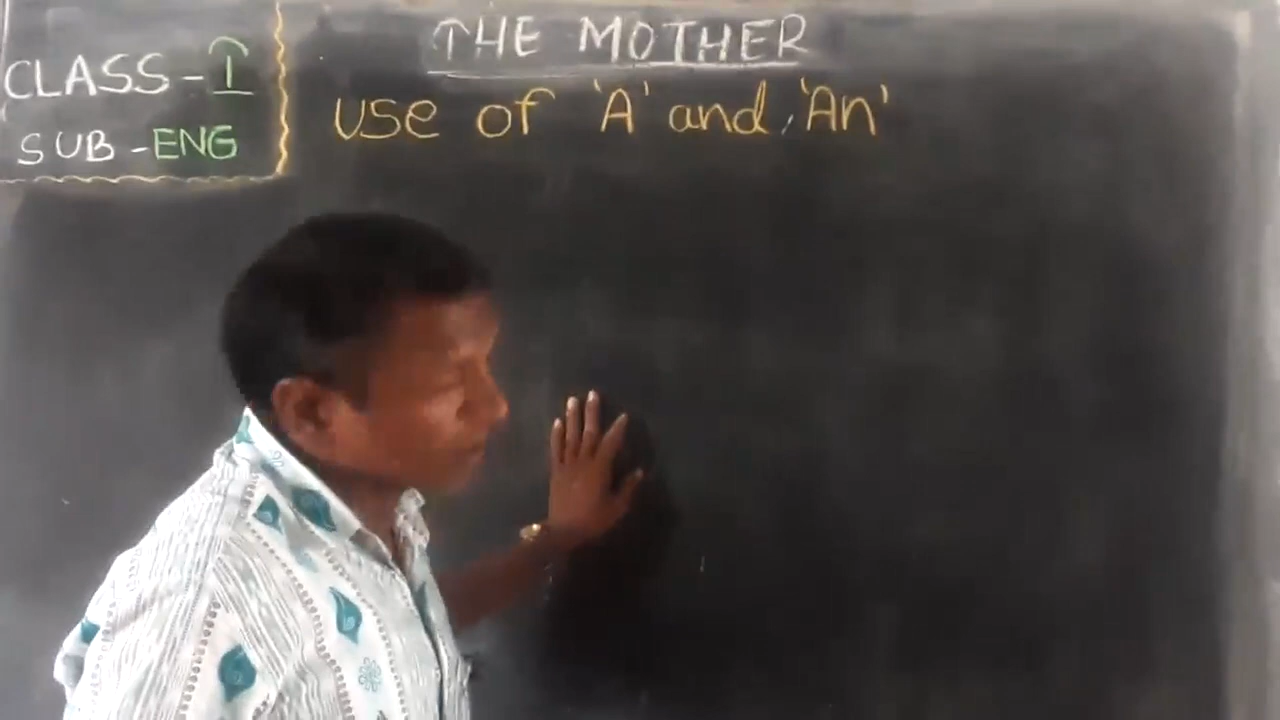 CLASS-I
SUB-ENG
THE MOTHER
use of 'A' and 'An'